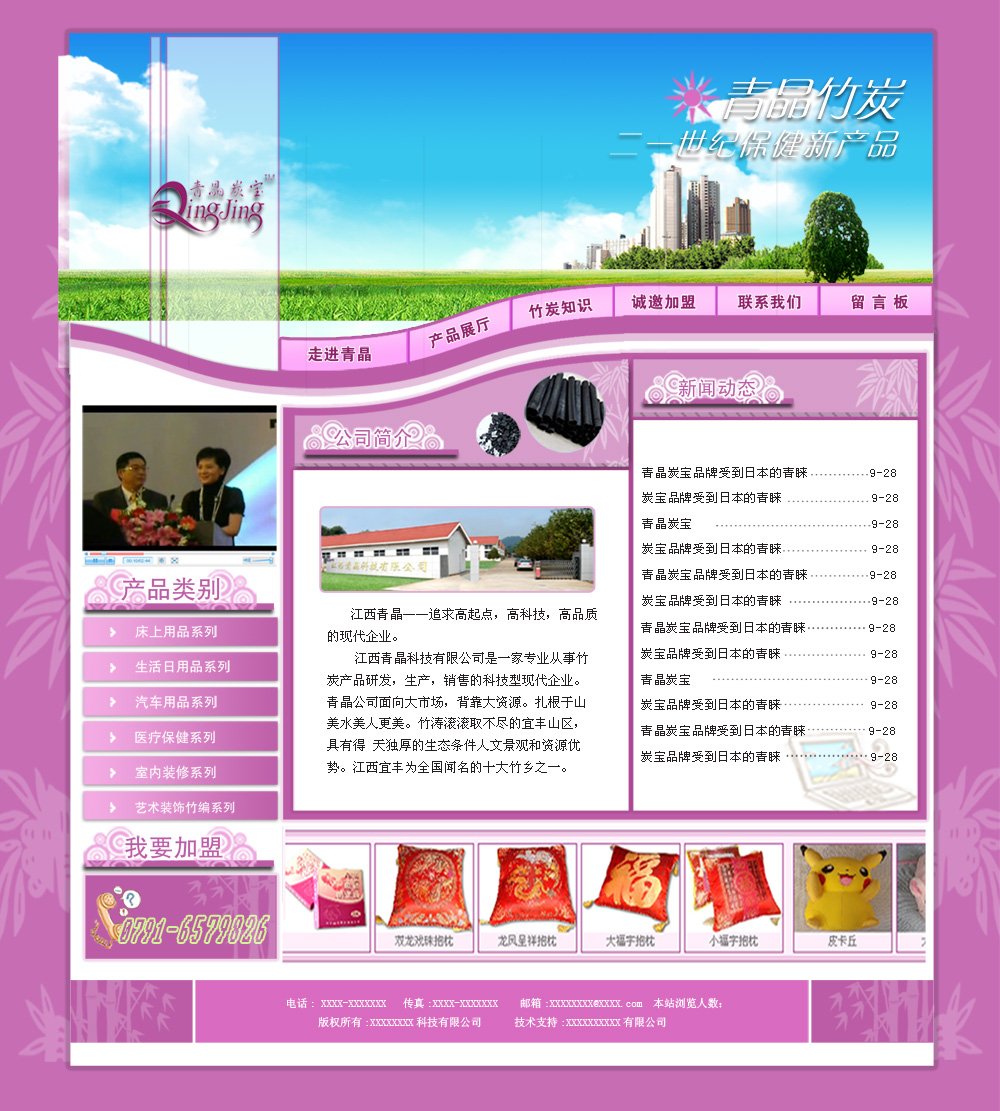 青晶竹炭
二一世纪保健新产品
青晶炭宝
TM
QingJing
走进青晶
产品展厅
竹炭知识
诚邀加盟
联系我们
留言板
公司简介
新闻动态
青晶炭宝品牌受到日本的青睐............9-28
炭宝品牌受到日本的青睐.................9-28
青晶炭宝 ................................9-28
炭宝品牌受到日本的青睐.................9-28
青晶炭宝品牌受到日本的青睐............9-28
炭宝品牌受到日本的青睐.................9-28
青晶炭宝品牌受到日本的青睐............9-28
炭宝品牌受到日本的青睐.................9-28
青晶炭宝 ................................9-28
炭宝品牌受到日本的青睐.................9-28
青晶炭宝品牌受到日本的青睐............9-28
炭宝品牌受到日本的青睐.................9-28
江西青晶科技有限公司
江西青晶——追求高起点，高科技，高品质
的现代企业。
江西青晶科技有限公司是一家专业从事竹
炭产品研发，生产，销售的科技型现代企业。
青晶公司面向大市场，背靠大资源。扎根于山
美水美人更美。竹涛滚滚取不尽的宜丰山区，
具有得 天独厚的生态条件人文景观和资源优
势。江西宜丰为全国闻名的十大竹乡之一。
产品类别
床上用品系列
生活日用品系列
汽车用品系列
医疗保健系列
室内装修系列
艺术装饰竹编系列
我要加盟
0791-6579826
双龙戏珠抱枕
龙凤呈祥抱枕
大福字抱枕
小福字抱枕
皮卡丘
电话： XXXX-XXXXXXX 传真:XXXX-XXXXXXX 邮箱:XXXXXXXX@XXXX.com 本站浏览人数：
版权所有:XXXXXXXX科技有限公司 技术支持:XXXXXXXXXX有限公司